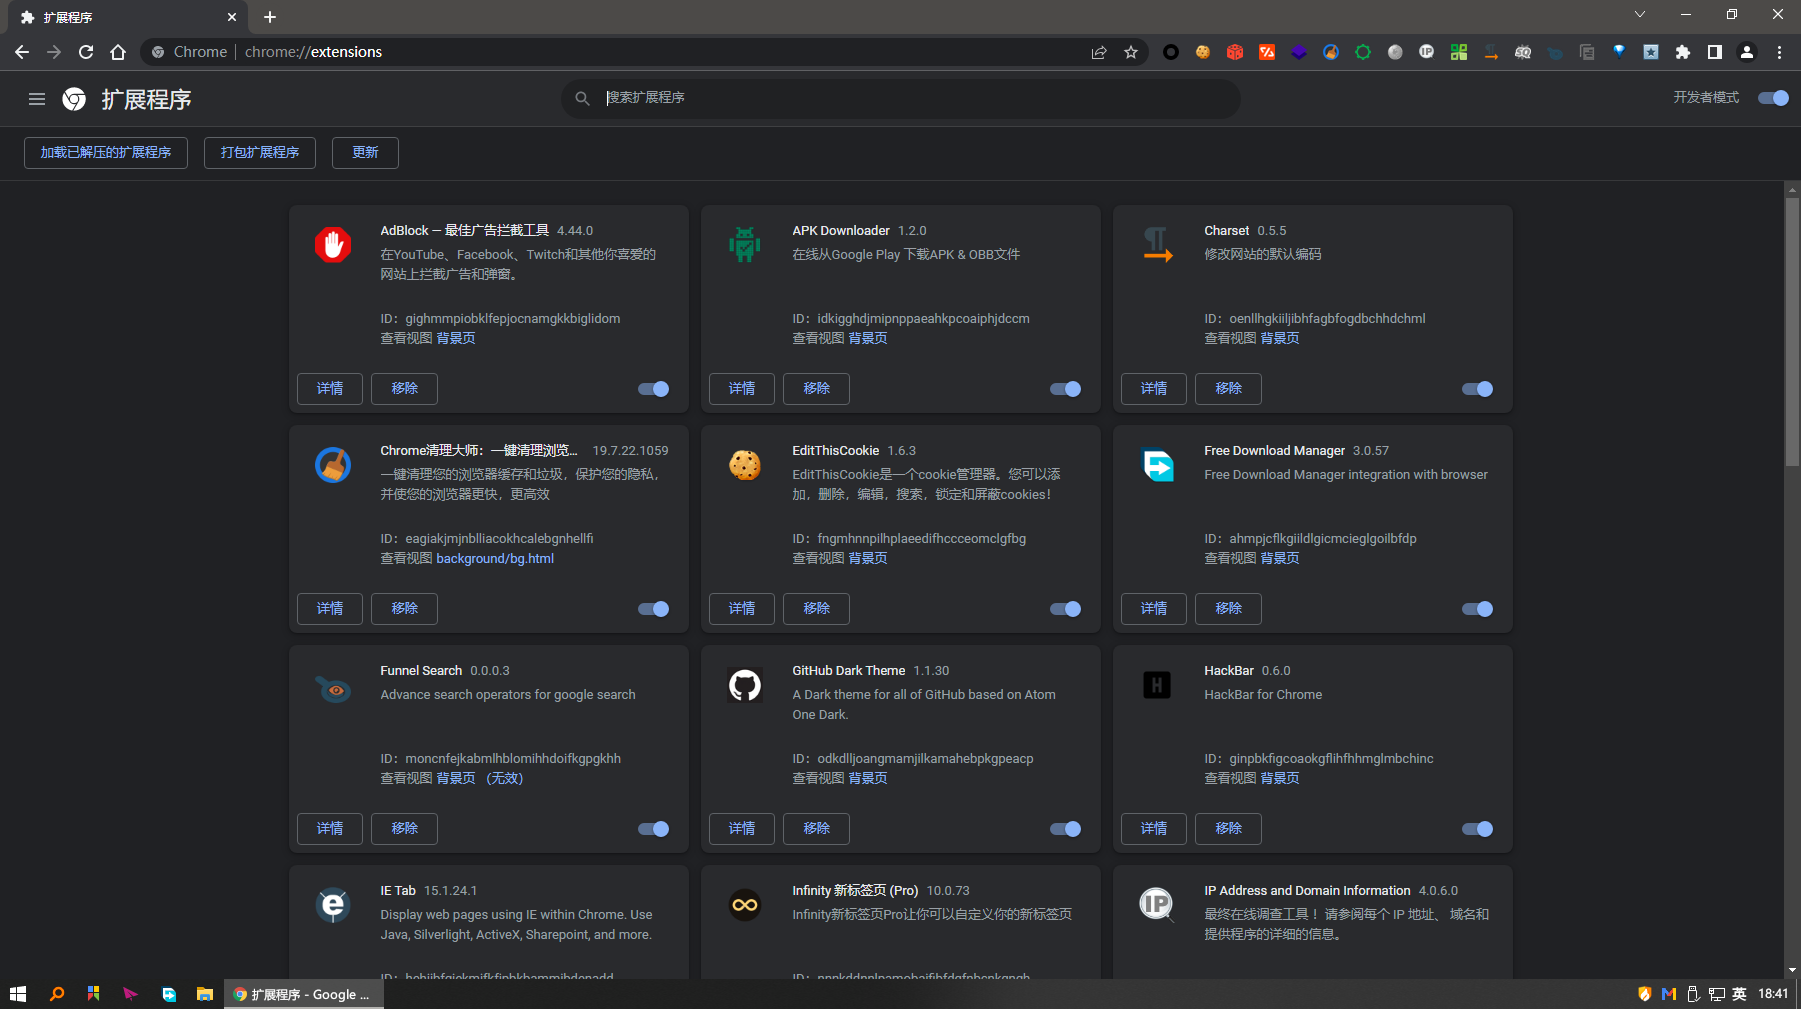 扩展程序
Chrome
chrome://extensions
扩展程序
搜索扩展程序
开发者模式
加载已解压的扩展程序
打包扩展程序
更新
AdBlock — 最佳广告拦截工具 4.44.0
在YouTube、Facebook、Twitch和其他你喜爱的
网站上拦截广告和弹窗。
ID：gighmmpiobklfepjocnamgkkbiglidom
查看视图 背景页
详情
移除
APK Downloader 1.2.0
在线从Google Play 下载APK & OBB文件
ID：idkigghdjmipnppaeahkpcoaiphjdccm
查看视图 背景页
详情
移除
Charset 0.5.5
修改网站的默认编码
ID：oenllhgkiiljibhfagbfogdbchhdchml
查看视图 背景页
详情
移除
Chrome清理大师：一键清理浏览... 19.7.22.1059
一键清理您的浏览器缓存和垃圾，保护您的隐私，
并使您的浏览器更快，更高效
ID：eagiakjmjnblliacokhcalebgnhellfi
查看视图 background/bg.html
详情
移除
EditThisCookie 1.6.3
EditThisCookie是一个cookie管理器。您可以添
加，删除，编辑，搜索，锁定和屏蔽cookies！
ID：fngmhnnpilhplaeedifhccceomclgfbg
查看视图 背景页
详情
移除
Free Download Manager 3.0.57
Free Download Manager integration with browser
ID：ahmpjcflkgiildlgicmcieglgoilbfdp
查看视图 背景页
详情
移除
Funnel Search 0.0.0.3
Advance search operators for google search
ID：moncnfejkabmlhblomihhdoifkgpgkhh
查看视图 背景页 （无效）
详情
移除
GitHub Dark Theme 1.1.30
A Dark theme for all of GitHub based on Atom
One Dark.
ID：odkdlljoangmamjilkamahebpkgpeacp
查看视图 背景页
详情
移除
HackBar 0.6.0
HackBar for Chrome
ID：ginpbkfigcoaokgflihfhhmglmbchinc
查看视图 背景页
详情
移除
IE Tab 15.1.24.1
Display web pages using IE within Chrome. Use
Java, Silverlight, ActiveX, Sharepoint, and more.
Infinity 新标签页 (Pro) 10.0.73
Infinity新标签页Pro让你可以自定义你的新标签页
IP Address and Domain Information 4.0.6.0
最终在线调查工具！ 请参阅每个 IP 地址、 域名和
提供程序的详细的信息。
扩展程序 - Google ...
英
18:41